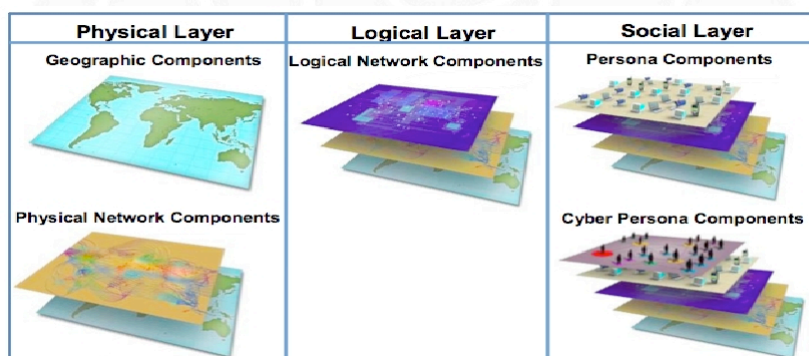 Physical Layer
Logical Layer
Social Layer
Geographic Components
Logical Network Components
Persona Components
Physical Network Components
Cyber Persona Components